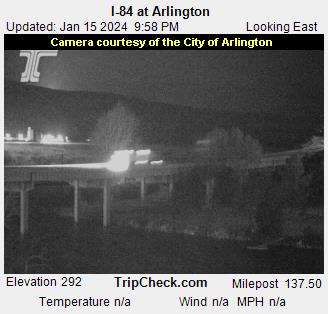 I-84 at Arlington
Updated: Jan 15 2024 9:58 PM Looking East
Camera courtesy of the City of Arlington
Elevation 292 TripCheck.com Milepost 137.50
Temperature n/a Wind n/a MPH n/a